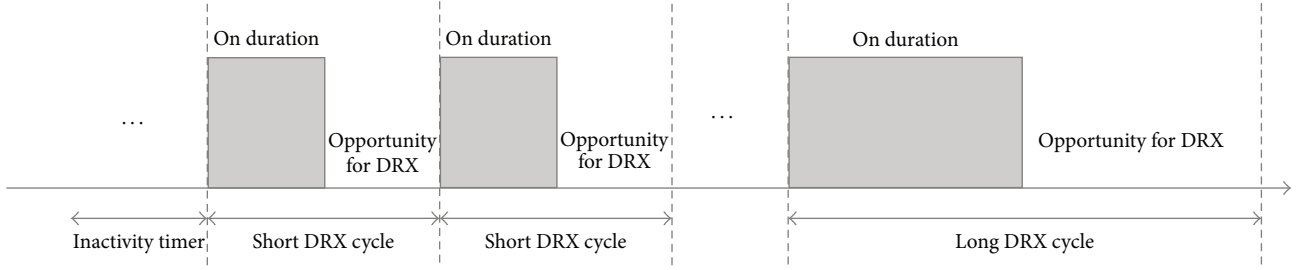 On duration
On duration
On duration
...
Opportunity
for DRX
Opportunity
for DRX
...
Opportunity for DRX
Inactivity timer
Short DRX cycle
Short DRX cycle
Long DRX cycle